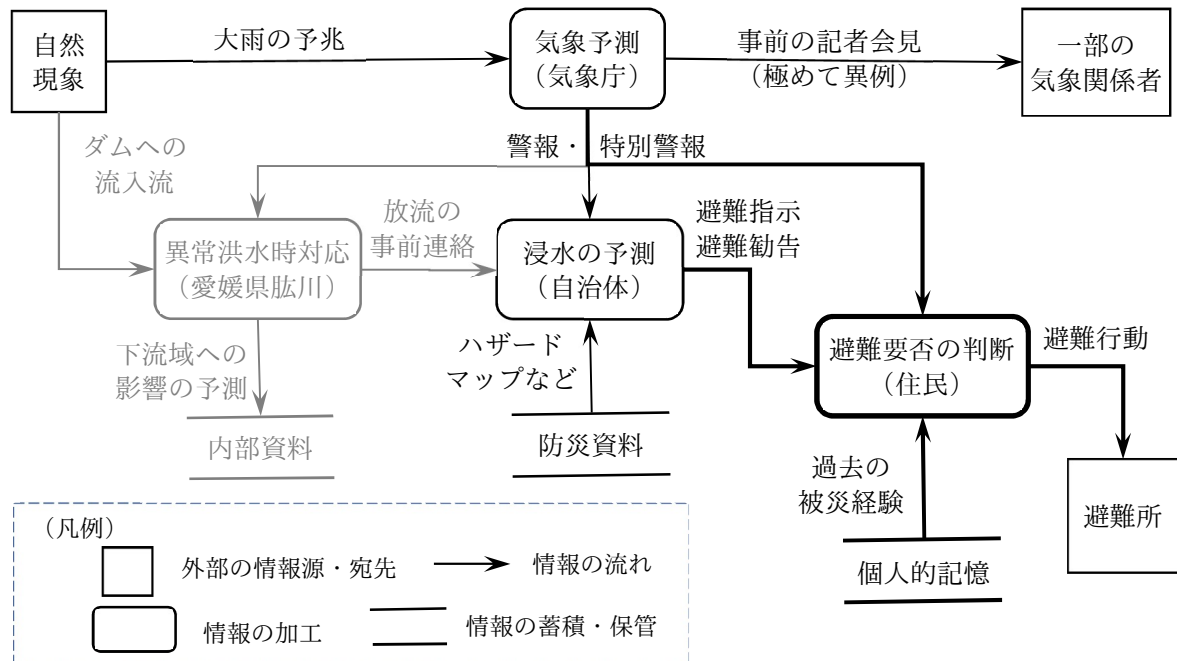 自然
現象
大雨の予兆
気象予測
（気象庁）
事前の記者会見
（極めて異例）
一部の
気象関係者
ダムへの
流入流
警報・特別警報
異常洪水時対応
（愛媛県肱川）
放流の
事前連絡
浸水の予測
（自治体）
避難指示
避難勧告
避難要否の判断
（住民）
避難行動
下流域への
影響の予測
ハザード
マップなど
内部資料
防災資料
過去の
被災経験
避難所
個人的記憶
（凡例）
外部の情報源・宛先
情報の流れ
情報の加工
情報の蓄積・保管